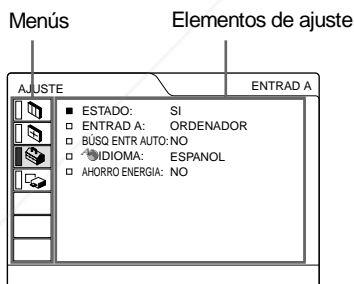 Menús Elementos de ajuste
AJUSTE ENTRAD A
ESTADO: SI
ENTRAD A: ORDENADOR
BÚSQ ENTR AUTO: NO
IDIOMA: ESPANOL
AHORRO ENERGIA: NO